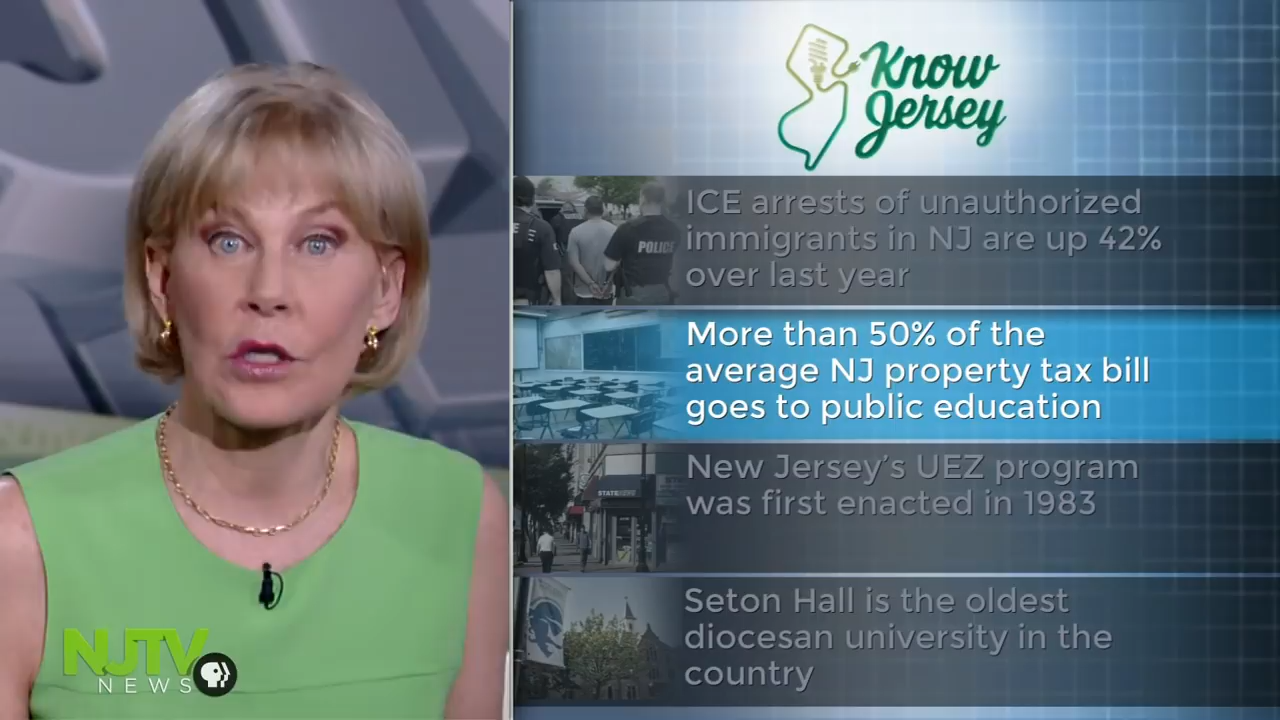 Know
Jersey
ICE arrests of unauthorized
immigrants in NJ are up 42%
over last year
POLICE
More than 50% of the
average NJ property tax bill
goes to public education
New Jersey’s UEZ program
was first enacted in 1983
Seton Hall is the oldest
diocesan university in the
country
NJTV
NEWS